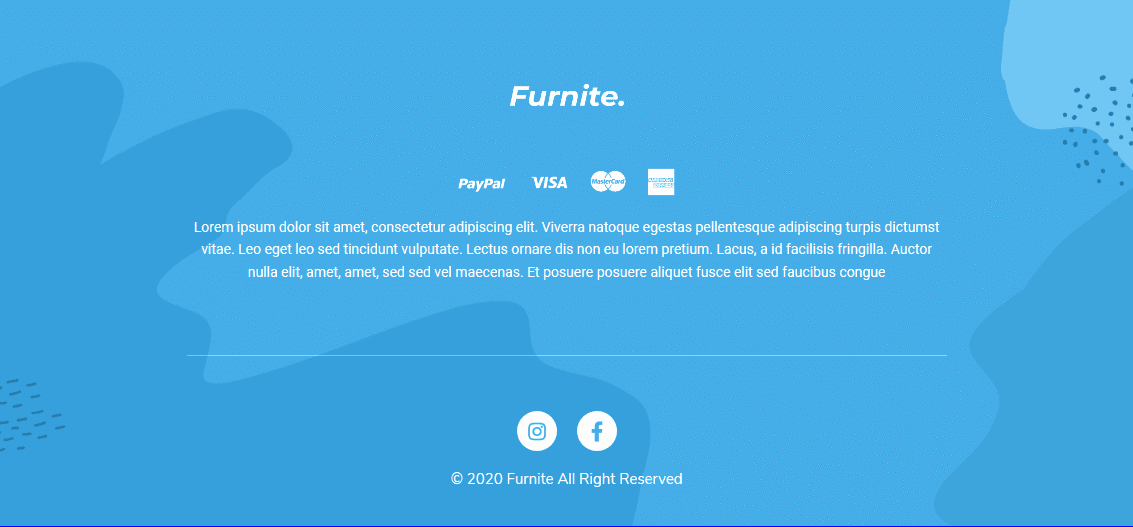 Furnite.
PayPal VISA MasterCard AMERICAN EXPRESS
Lorem ipsum dolor sit amet, consectetur adipiscing elit. Viverra natoque egestas pellentesque adipiscing turpis dictumst
vitae. Leo eget leo sed tincidunt vulputate. Lectus ornare dis non eu lorem pretium. Lacus, a id facilisis fringilla. Auctor
nulla elit, amet, amet, sed sed vel maecenas. Et posuere posuere aliquet fusce elit sed faucibus congue
© 2020 Furnite All Right Reserved